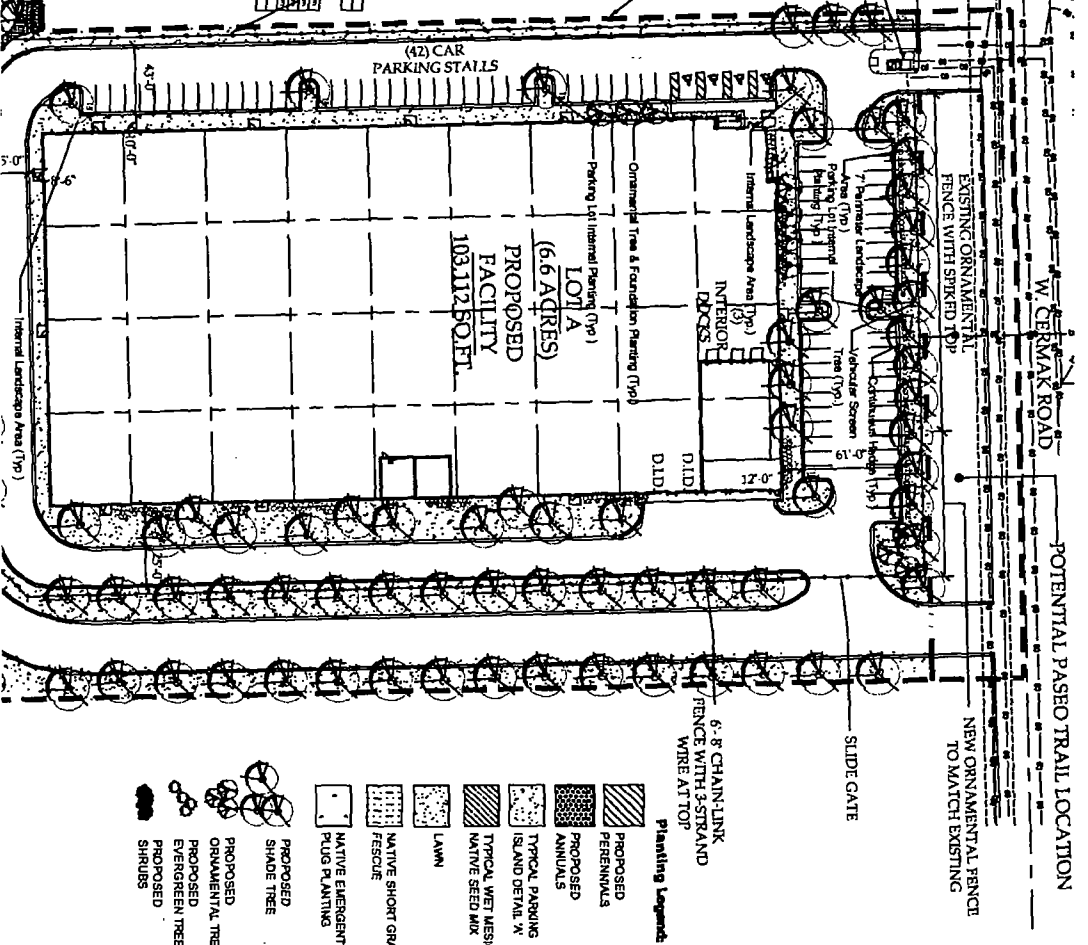 (42) CAR
PARKING STALLS
43'-0"
8'-6"
EXISTING ORNAMENTAL
FENCE WITH SPIKED TOP
W. CERMAK ROAD
POTENTIAL PASEO TRAIL LOCATION
NEW ORNAMENTAL FENCE
TO MATCH EXISTING
SLIDE GATE
6'-8' CHAIN-LINK
FENCE WITH 3-STRAND
WIRE AT TOP
7' Perimeter Landscape
Area (Typ.)
Parking Lot Internal
Planting (Typ.)
Continuous Hedge (Typ.)
Vehicular Screen
Tree (Typ.)
61'-0"
Internal Landscape Area (Typ.)
(3)
INTERIOR
DOCKS
Ornamental Tree & Foundation Planting (Typ.)
Parking Lot Internal Planting (Typ.)
LOT A
(6.6 ACRES)
PROPOSED
FACILITY
103,112 SQ.FT.
D.I.D.
D.I.D.
12'-0"
25'-0"
Internal Landscape Area (Typ.)
Planting Legend:
PROPOSED
PERENNIALS
PROPOSED
ANNUALS
TYPICAL PARKING
ISLAND DETAIL 'A'
TYPICAL WET MESI
NATIVE SEED MIX
LAWN
NATIVE SHORT GRA
FESCUE
NATIVE EMERGENT
PLUG PLANTING
PROPOSED
SHADE TREE
PROPOSED
ORNAMENTAL TRE
PROPOSED
EVERGREEN TREE
PROPOSED
SHRUBS